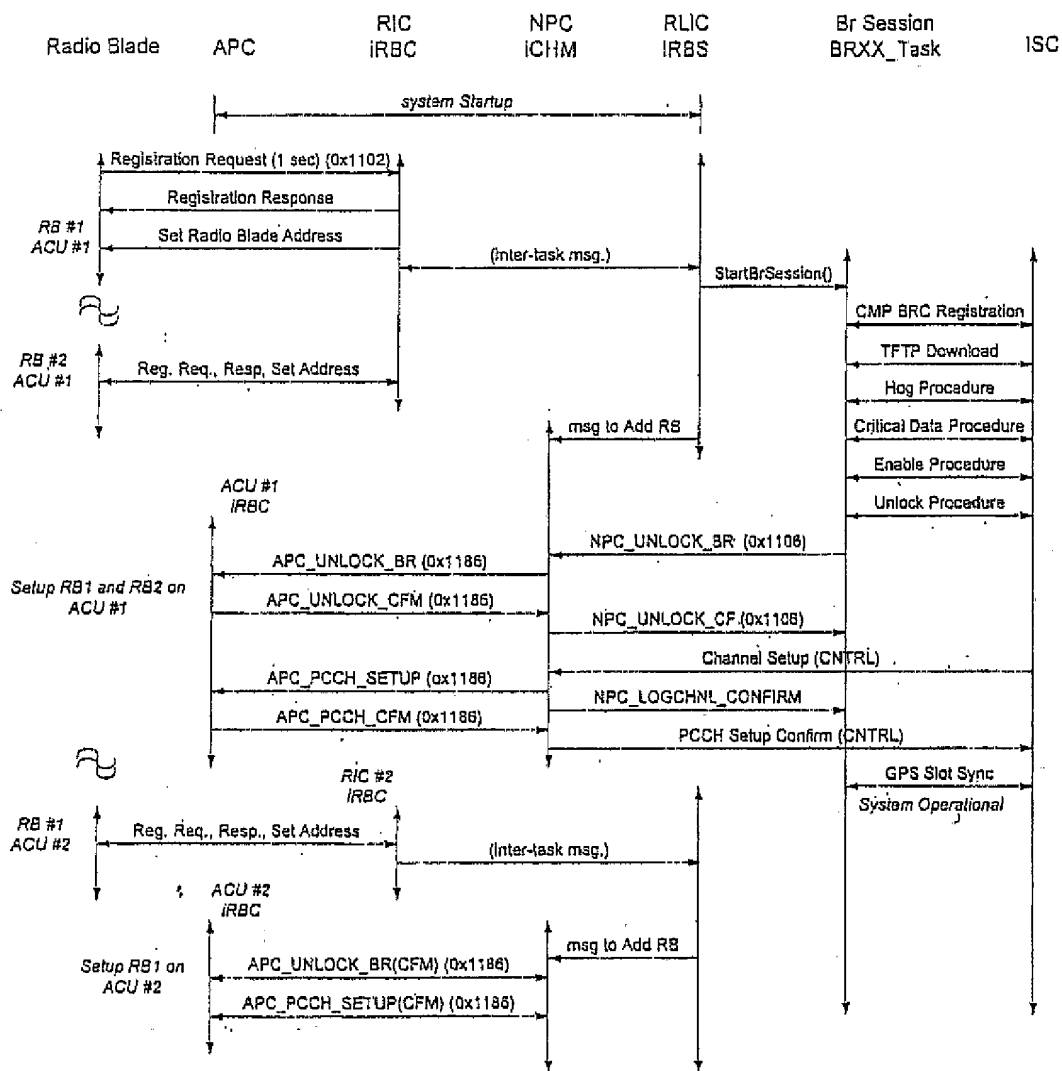 RIC NPC RLIC Br Session
Radio Blade APC iRBC iCHM iRBS BRXX_Task ISC
system Startup
Registration Request (1 sec) (0x1102)
Registration Response
RB #1
ACU #1
Set Radio Blade Address
(Inter-task msg.)
StartBrSession()
CMP BRC Registration
TFTP Download
RB #2
ACU #1
Reg. Req., Resp, Set Address
Hog Procedure
msg to Add RB
Critical Data Procedure
Enable Procedure
ACU #1
iRBC
Unlock Procedure
NPC_UNLOCK_BR (0x1106)
APC_UNLOCK_BR (0x1186)
Setup RB1 and RB2 on
ACU #1
APC_UNLOCK_CFM (0x1186)
NPC_UNLOCK_CF (0x1106)
Channel Setup (CNTRL)
APC_PCCH_SETUP (0x1186)
NPC_LOGCHNL_CONFIRM
APC_PCCH_CFM (0x1186)
PCCH Setup Confirm (CNTRL)
RIC #2
iRBC
GPS Slot Sync
System Operational
RB #1
ACU #2
Reg. Req., Resp., Set Address
(Inter-task msg.)
ACU #2
iRBC
msg to Add RB
Setup RB1 on
ACU #2
APC_UNLOCK_BR(CFM) (0x1186)
APC_PCCH_SETUP(CFM) (0x1186)